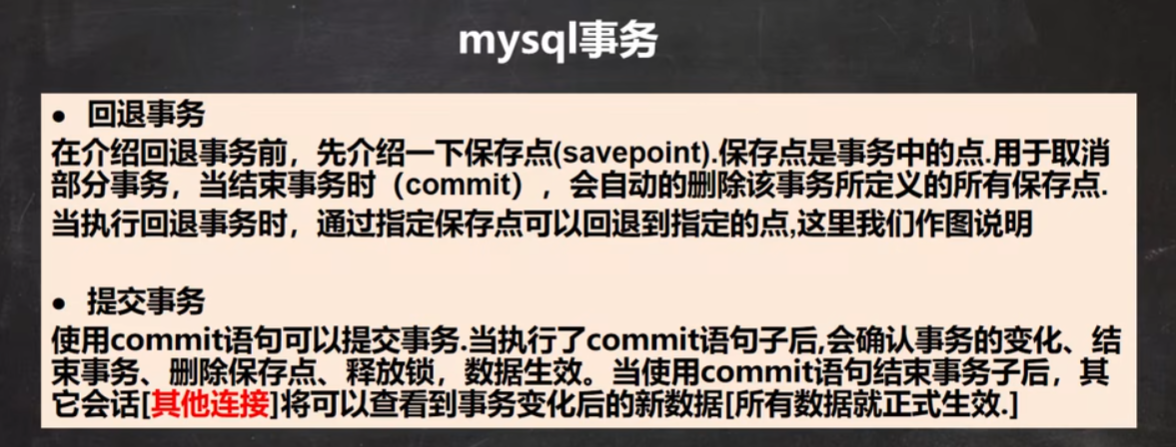 mysql事务
● 回退事务
在介绍回退事务前，先介绍一下保存点(savepoint).保存点是事务中的点.用于取消
部分事务，当结束事务时（commit），会自动的删除该事务所定义的所有保存点.
当执行回退事务时，通过指定保存点可以回退到指定的点,这里我们作图说明
● 提交事务
使用commit语句可以提交事务.当执行了commit语句子后,会确认事务的变化、结
束事务、删除保存点、释放锁，数据生效。当使用commit语句结束事务子后，其
它会话[其他连接]将可以查看到事务变化后的新数据[所有数据就正式生效.]